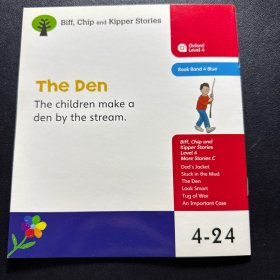 Biff, Chip and Kipper Stories
Oxford
Level 4
Book Band 4 Blue
The Den
The children make a
den by the stream.
Biff, Chip and
Kipper Stories
Level 4
More Stories C
Dad's Jacket
Stuck in the Mud
The Den
Look Smart
Tug of War
An Important Case
4-24